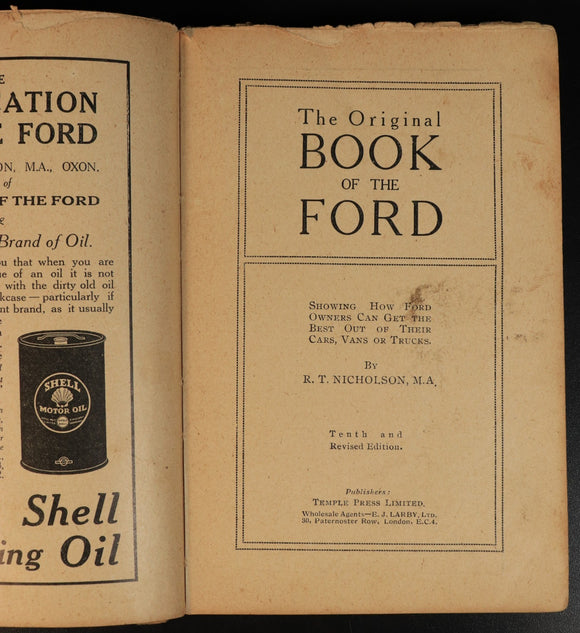 E
CATION
E FORD
ON, M.A., OXON.
of
F THE FORD
Brand of Oil.
ou that when you are
ue of an oil it is not
with the dirty old oil
kcase — particularly if
nt brand, as it usually
SHELL
MOTOR OIL
Shell
ing Oil
The Original
BOOK
OF THE
FORD
Showing How Ford
Owners Can Get the
Best Out of Their
Cars, Vans or Trucks.
By
R. T. NICHOLSON, M.A.
Tenth and
Revised Edition.
Publishers:
Temple Press Limited.
Wholesale Agents—E. J. LARBY, Ltd.
30, Paternoster Row, London. E.C.4.